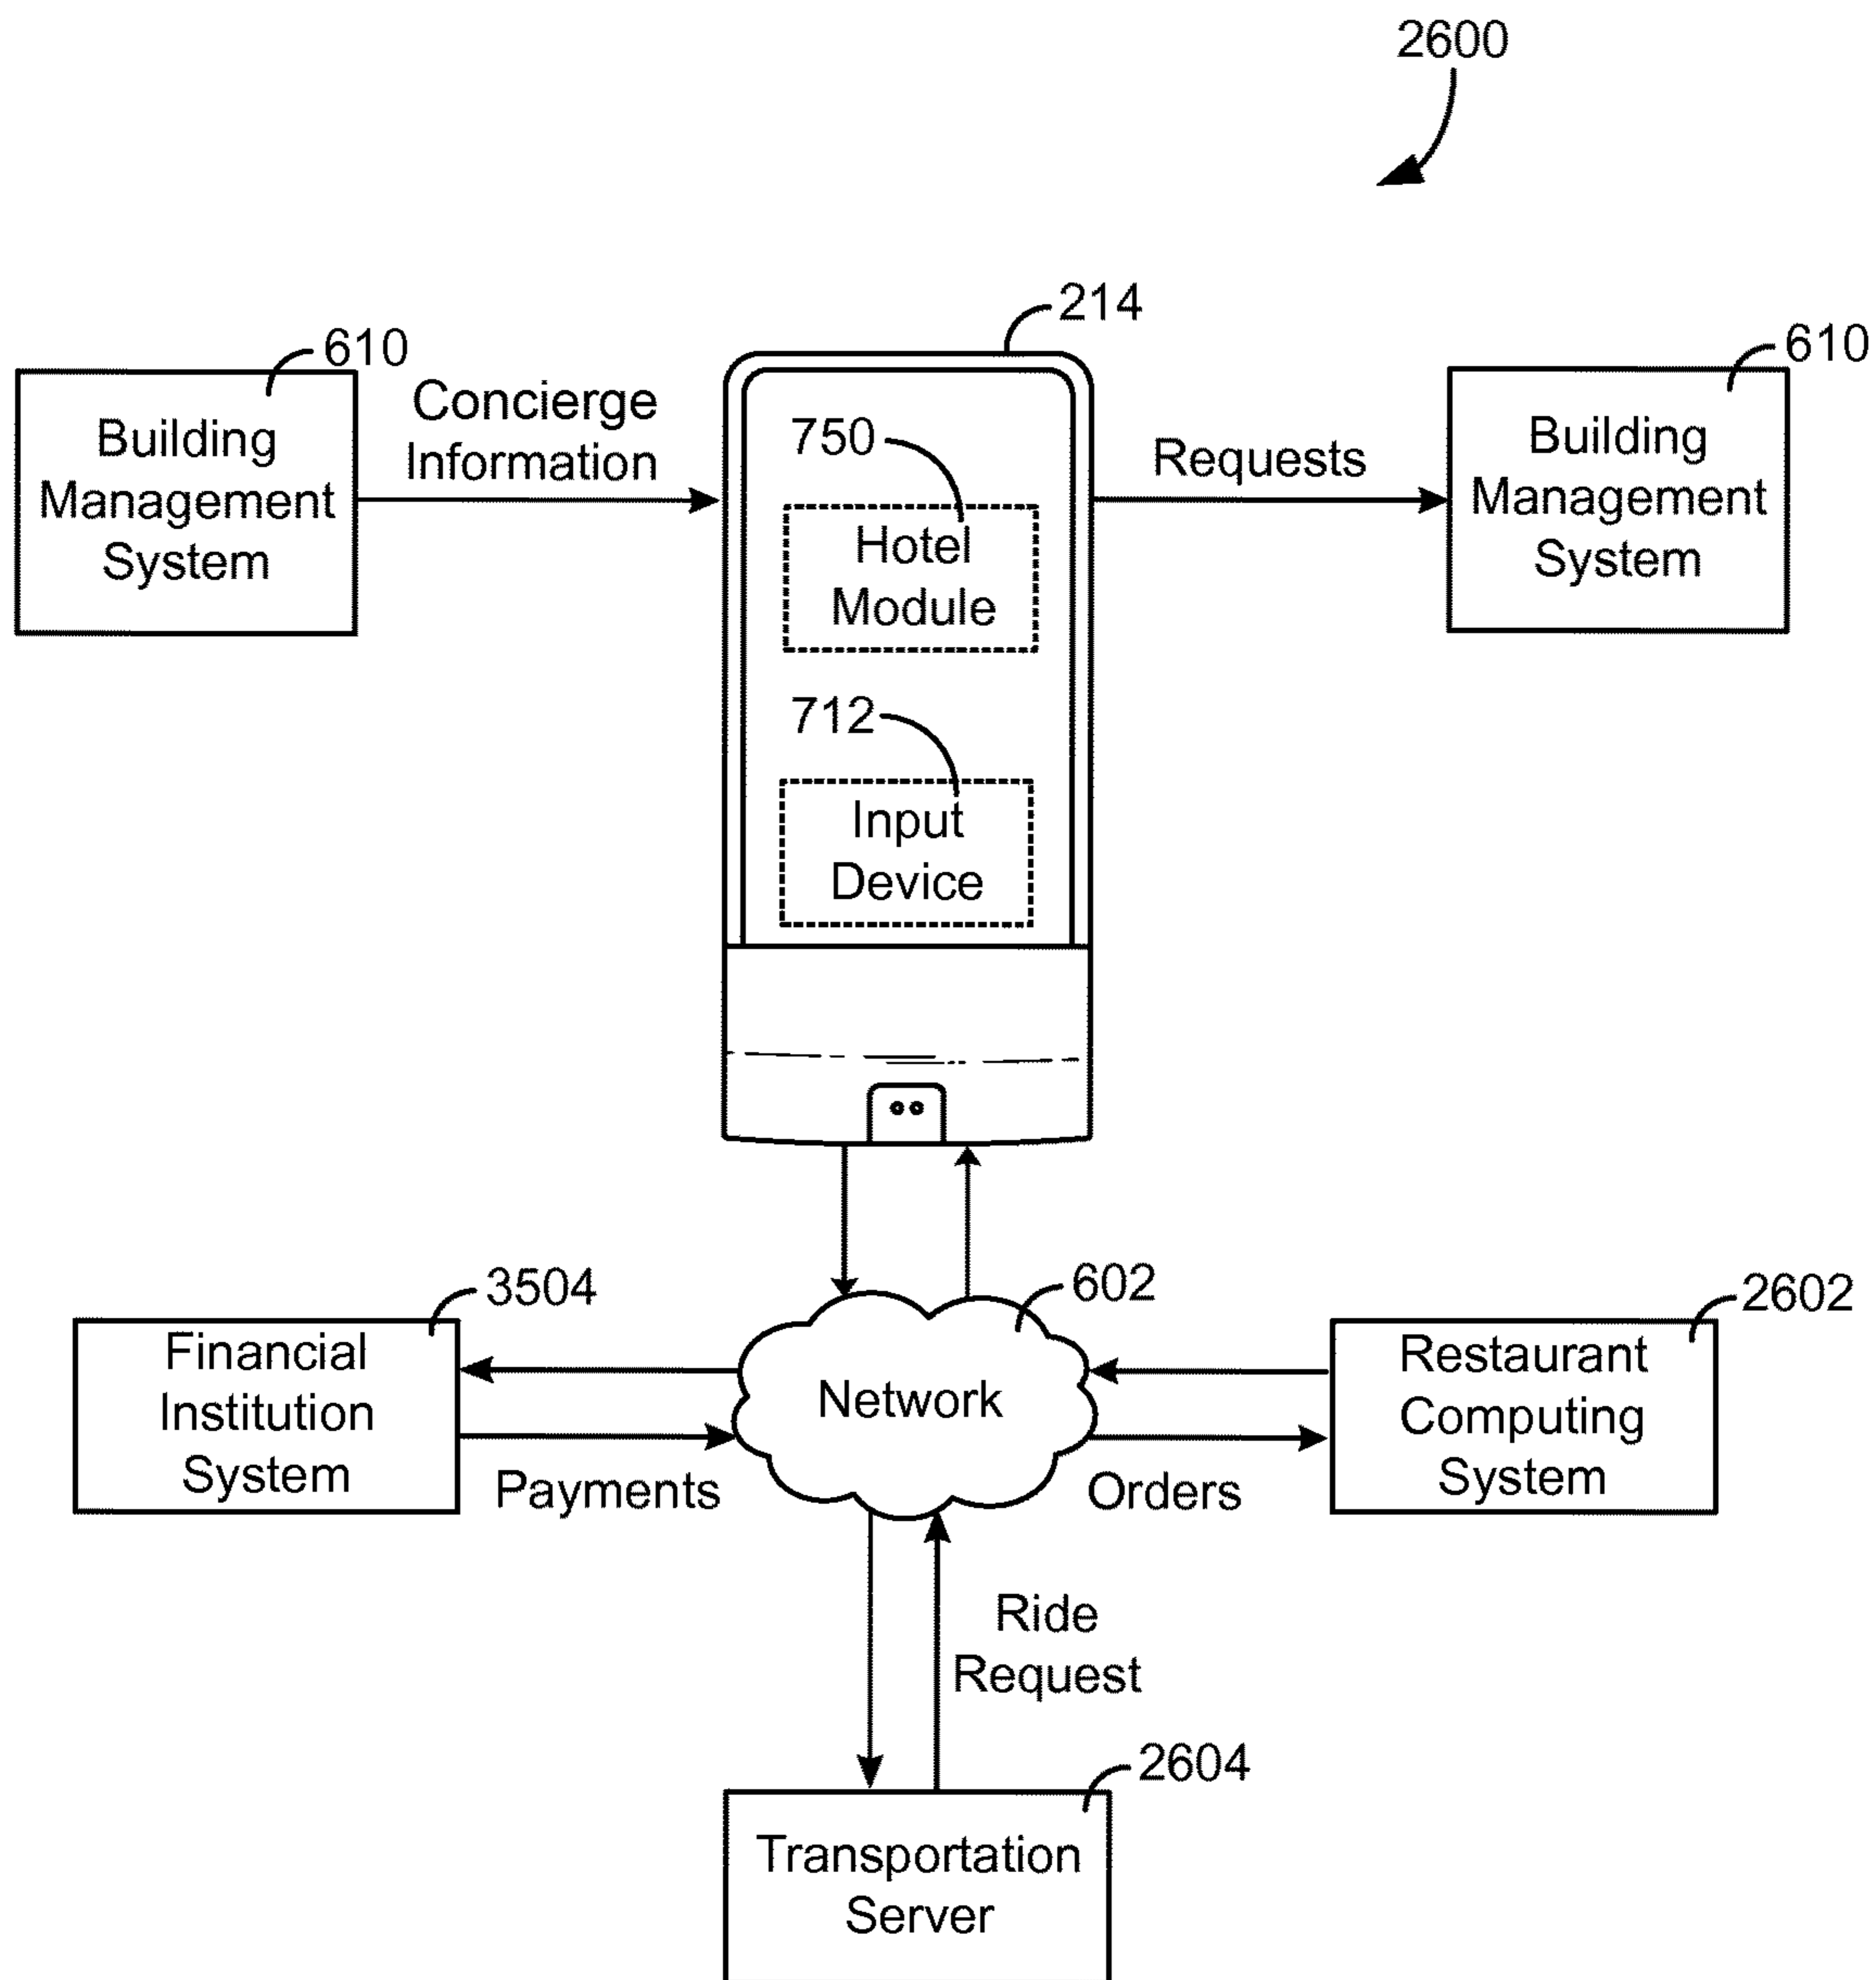 2600
214
610
Building
Management
System
Concierge
Information
750
Hotel
Module
712
Input
Device
Requests
610
Building
Management
System
3504
Financial
Institution
System
Payments
602
Network
2602
Restaurant
Computing
System
Orders
Ride
Request
2604
Transportation
Server